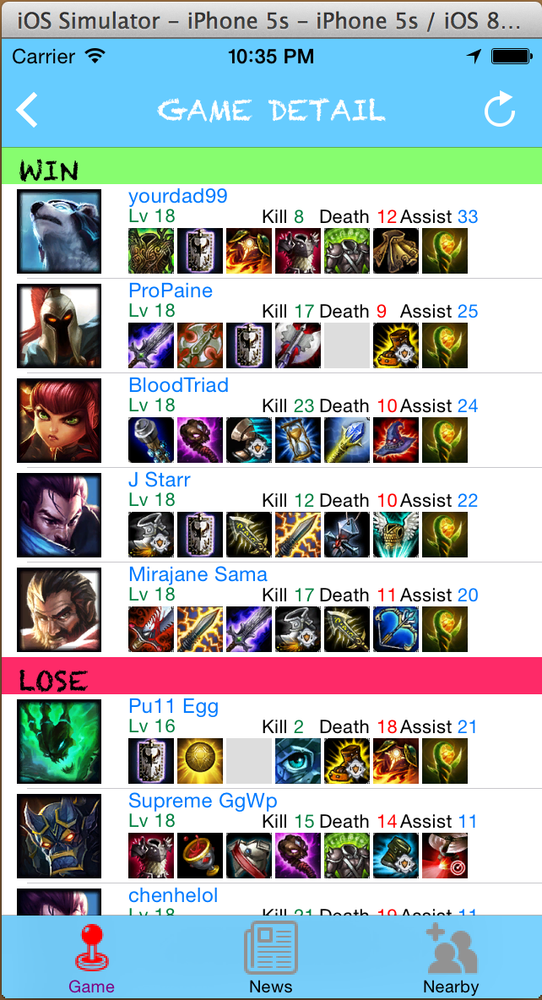 iOS Simulator – iPhone 5s – iPhone 5s / iOS 8...
Carrier 10:35 PM
GAME DETAIL
WIN
yourdad99
Lv 18 Kill 8 Death 12 Assist 33
ProPaine
Lv 18 Kill 17 Death 9 Assist 25
BloodTriad
Lv 18 Kill 23 Death 10 Assist 24
J Starr
Lv 18 Kill 12 Death 10 Assist 22
Mirajane Sama
Lv 18 Kill 17 Death 11 Assist 20
LOSE
Pu11 Egg
Lv 16 Kill 2 Death 18 Assist 21
Supreme GgWp
Lv 18 Kill 15 Death 14 Assist 11
chenhelol
Lv 18 Kill 21 Death 19 Assist 11
Game News Nearby